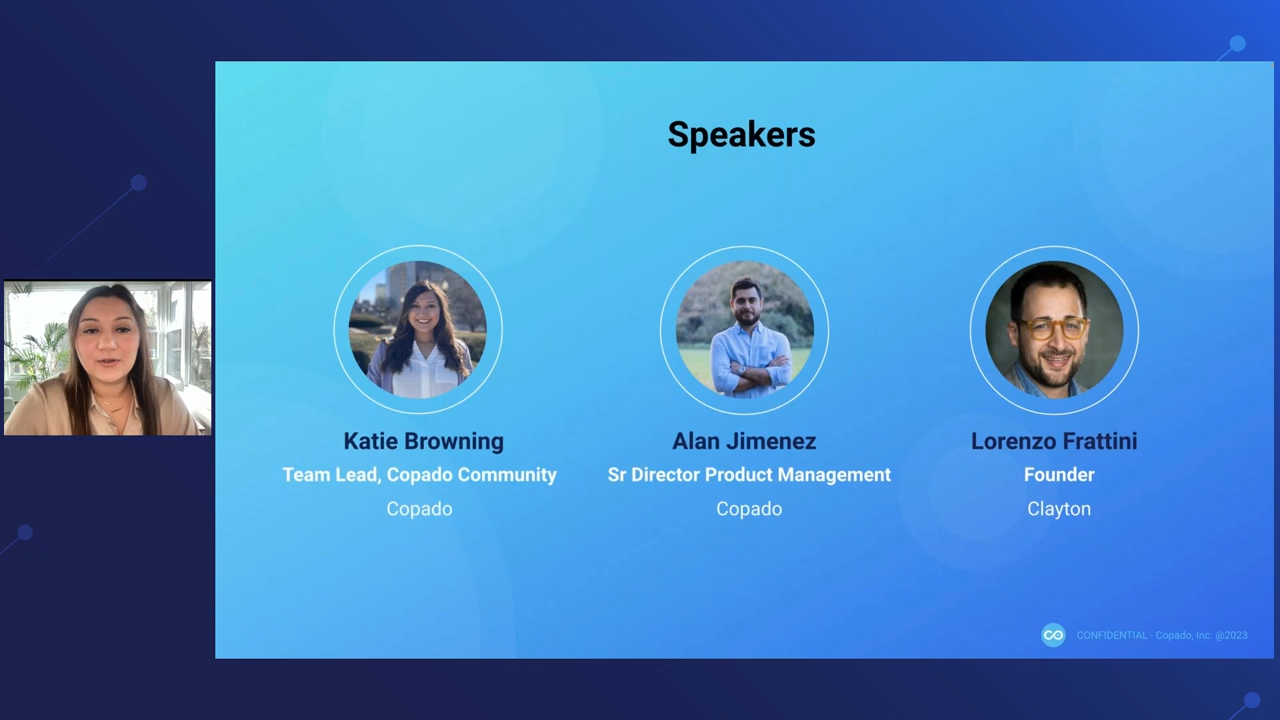 Speakers
Katie Browning
Team Lead, Copado Community
Copado
Alan Jimenez
Sr Director Product Management
Copado
Lorenzo Frattini
Founder
Clayton
CONFIDENTIAL - Copado, Inc. @2023